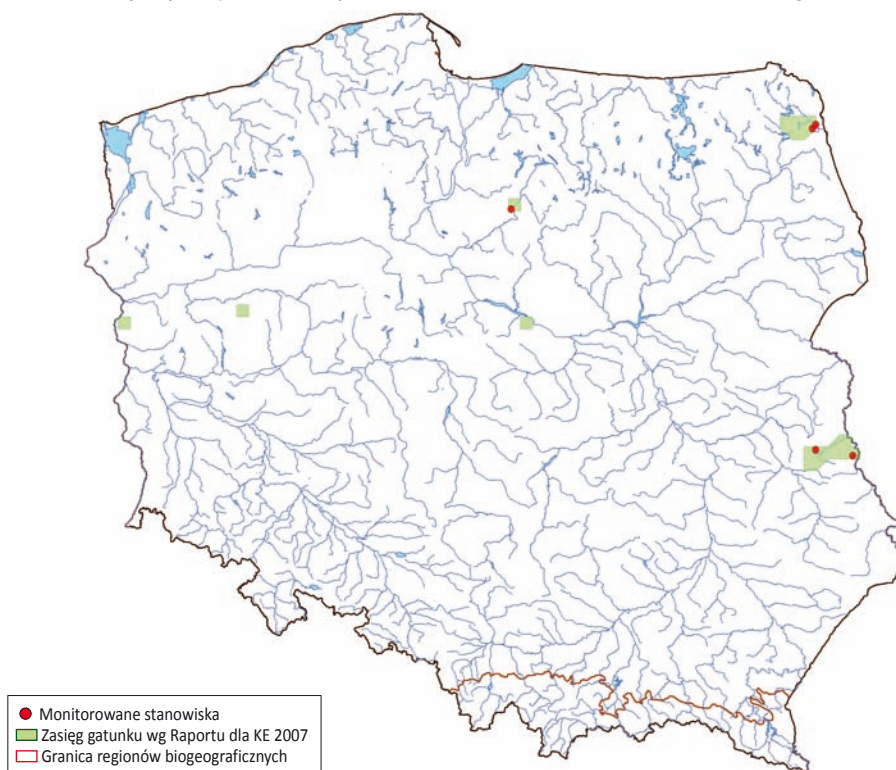 Monitorowane stanowiska
Zasięg gatunku wg Raportu dla KE 2007
Granica regionów biogeograficznych